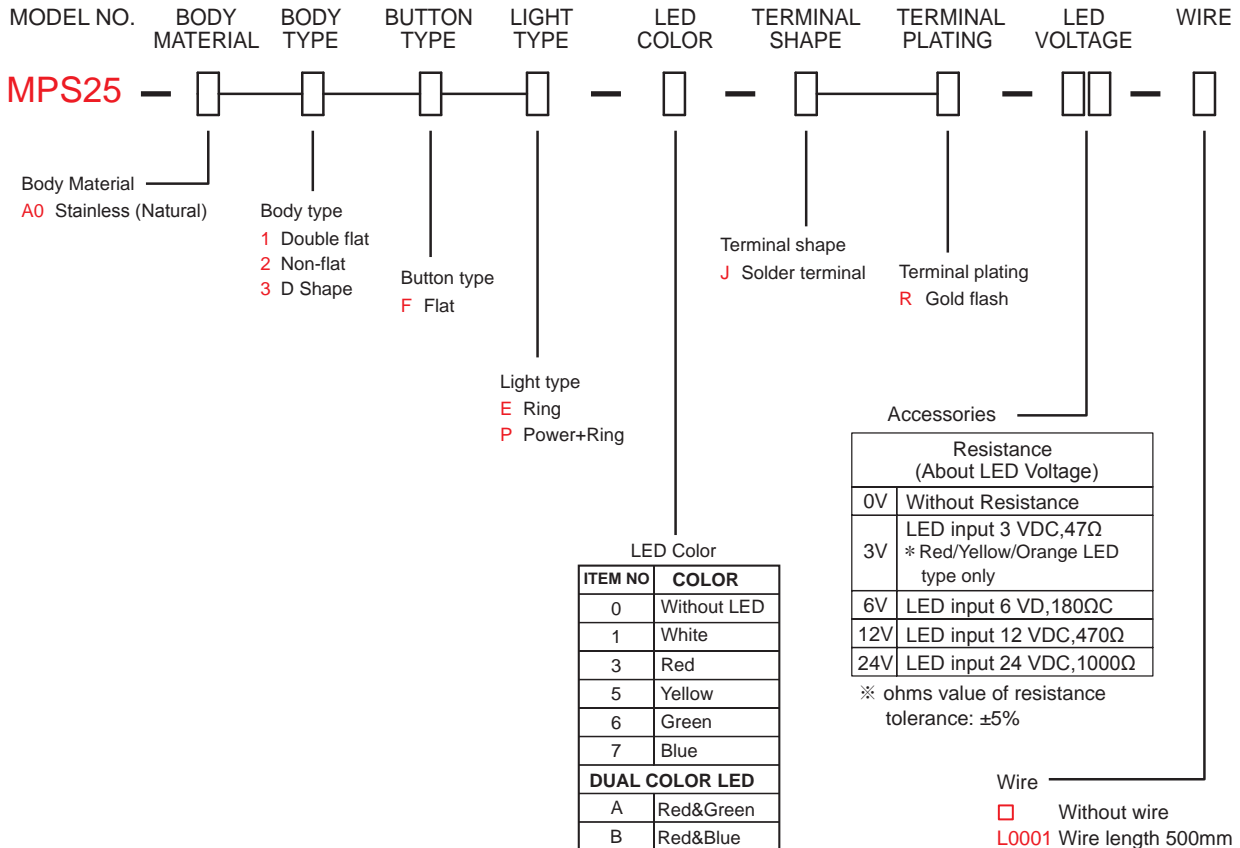 MODEL NO. BODY MATERIAL BODY TYPE BUTTON TYPE LIGHT TYPE LED COLOR TERMINAL SHAPE TERMINAL PLATING LED VOLTAGE WIRE
MPS25
Body Material
A0 Stainless (Natural)
Body type
1 Double flat
2 Non-flat
3 D Shape
Button type
F Flat
Light type
E Ring
P Power+Ring
LED Color
ITEM NO COLOR
0 Without LED
1 White
3 Red
5 Yellow
6 Green
7 Blue
DUAL COLOR LED
A Red&Green
B Red&Blue
Terminal shape
J Solder terminal
Terminal plating
R Gold flash
Accessories
Resistance
(About LED Voltage)
0V Without Resistance
3V LED input 3 VDC,47Ω
* Red/Yellow/Orange LED
type only
6V LED input 6 VD,180ΩC
12V LED input 12 VDC,470Ω
24V LED input 24 VDC,1000Ω
※ ohms value of resistance
tolerance: ±5%
Wire
□ Without wire
L0001 Wire length 500mm